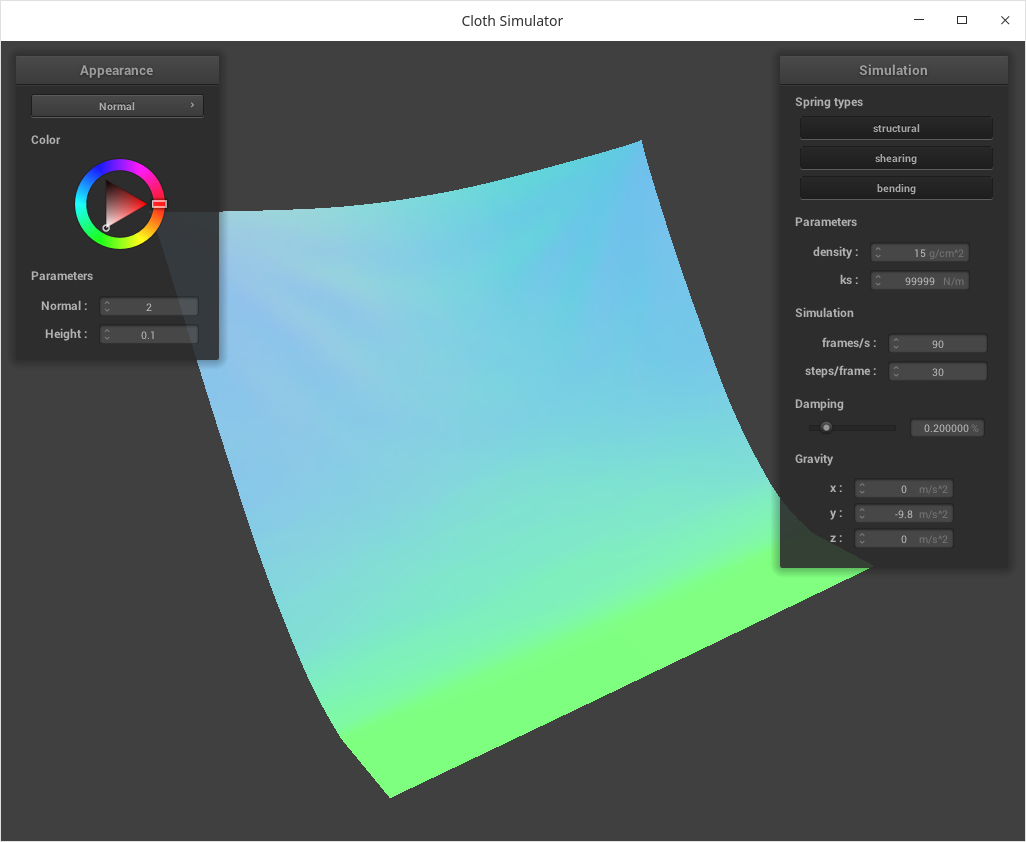 Cloth Simulator
Appearance
Normal
Color
Parameters
Normal : 2
Height : 0.1
Simulation
Spring types
structural
shearing
bending
Parameters
density : 15 g/cm^2
ks : 99999 N/m
Simulation
frames/s : 90
steps/frame : 30
Damping
0.200000 %
Gravity
x : 0 m/s^2
y : -9.8 m/s^2
z : 0 m/s^2